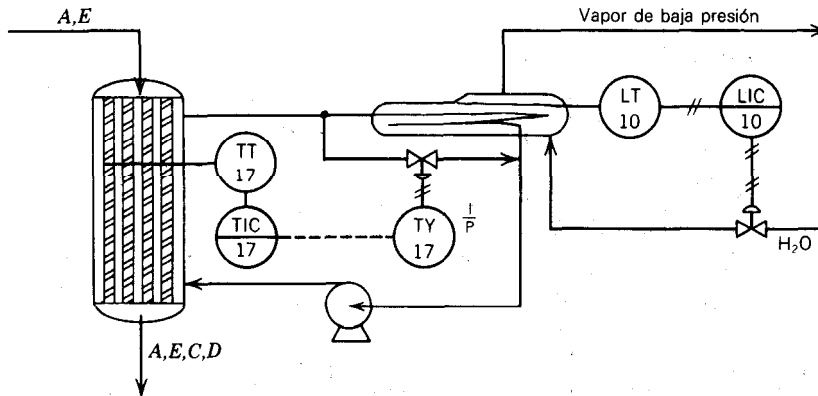 A,E
Vapor de baja presión
LT
10
LIC
10
TT
17
TIC
17
TY
17
I
P
H₂O
A,E,C,D